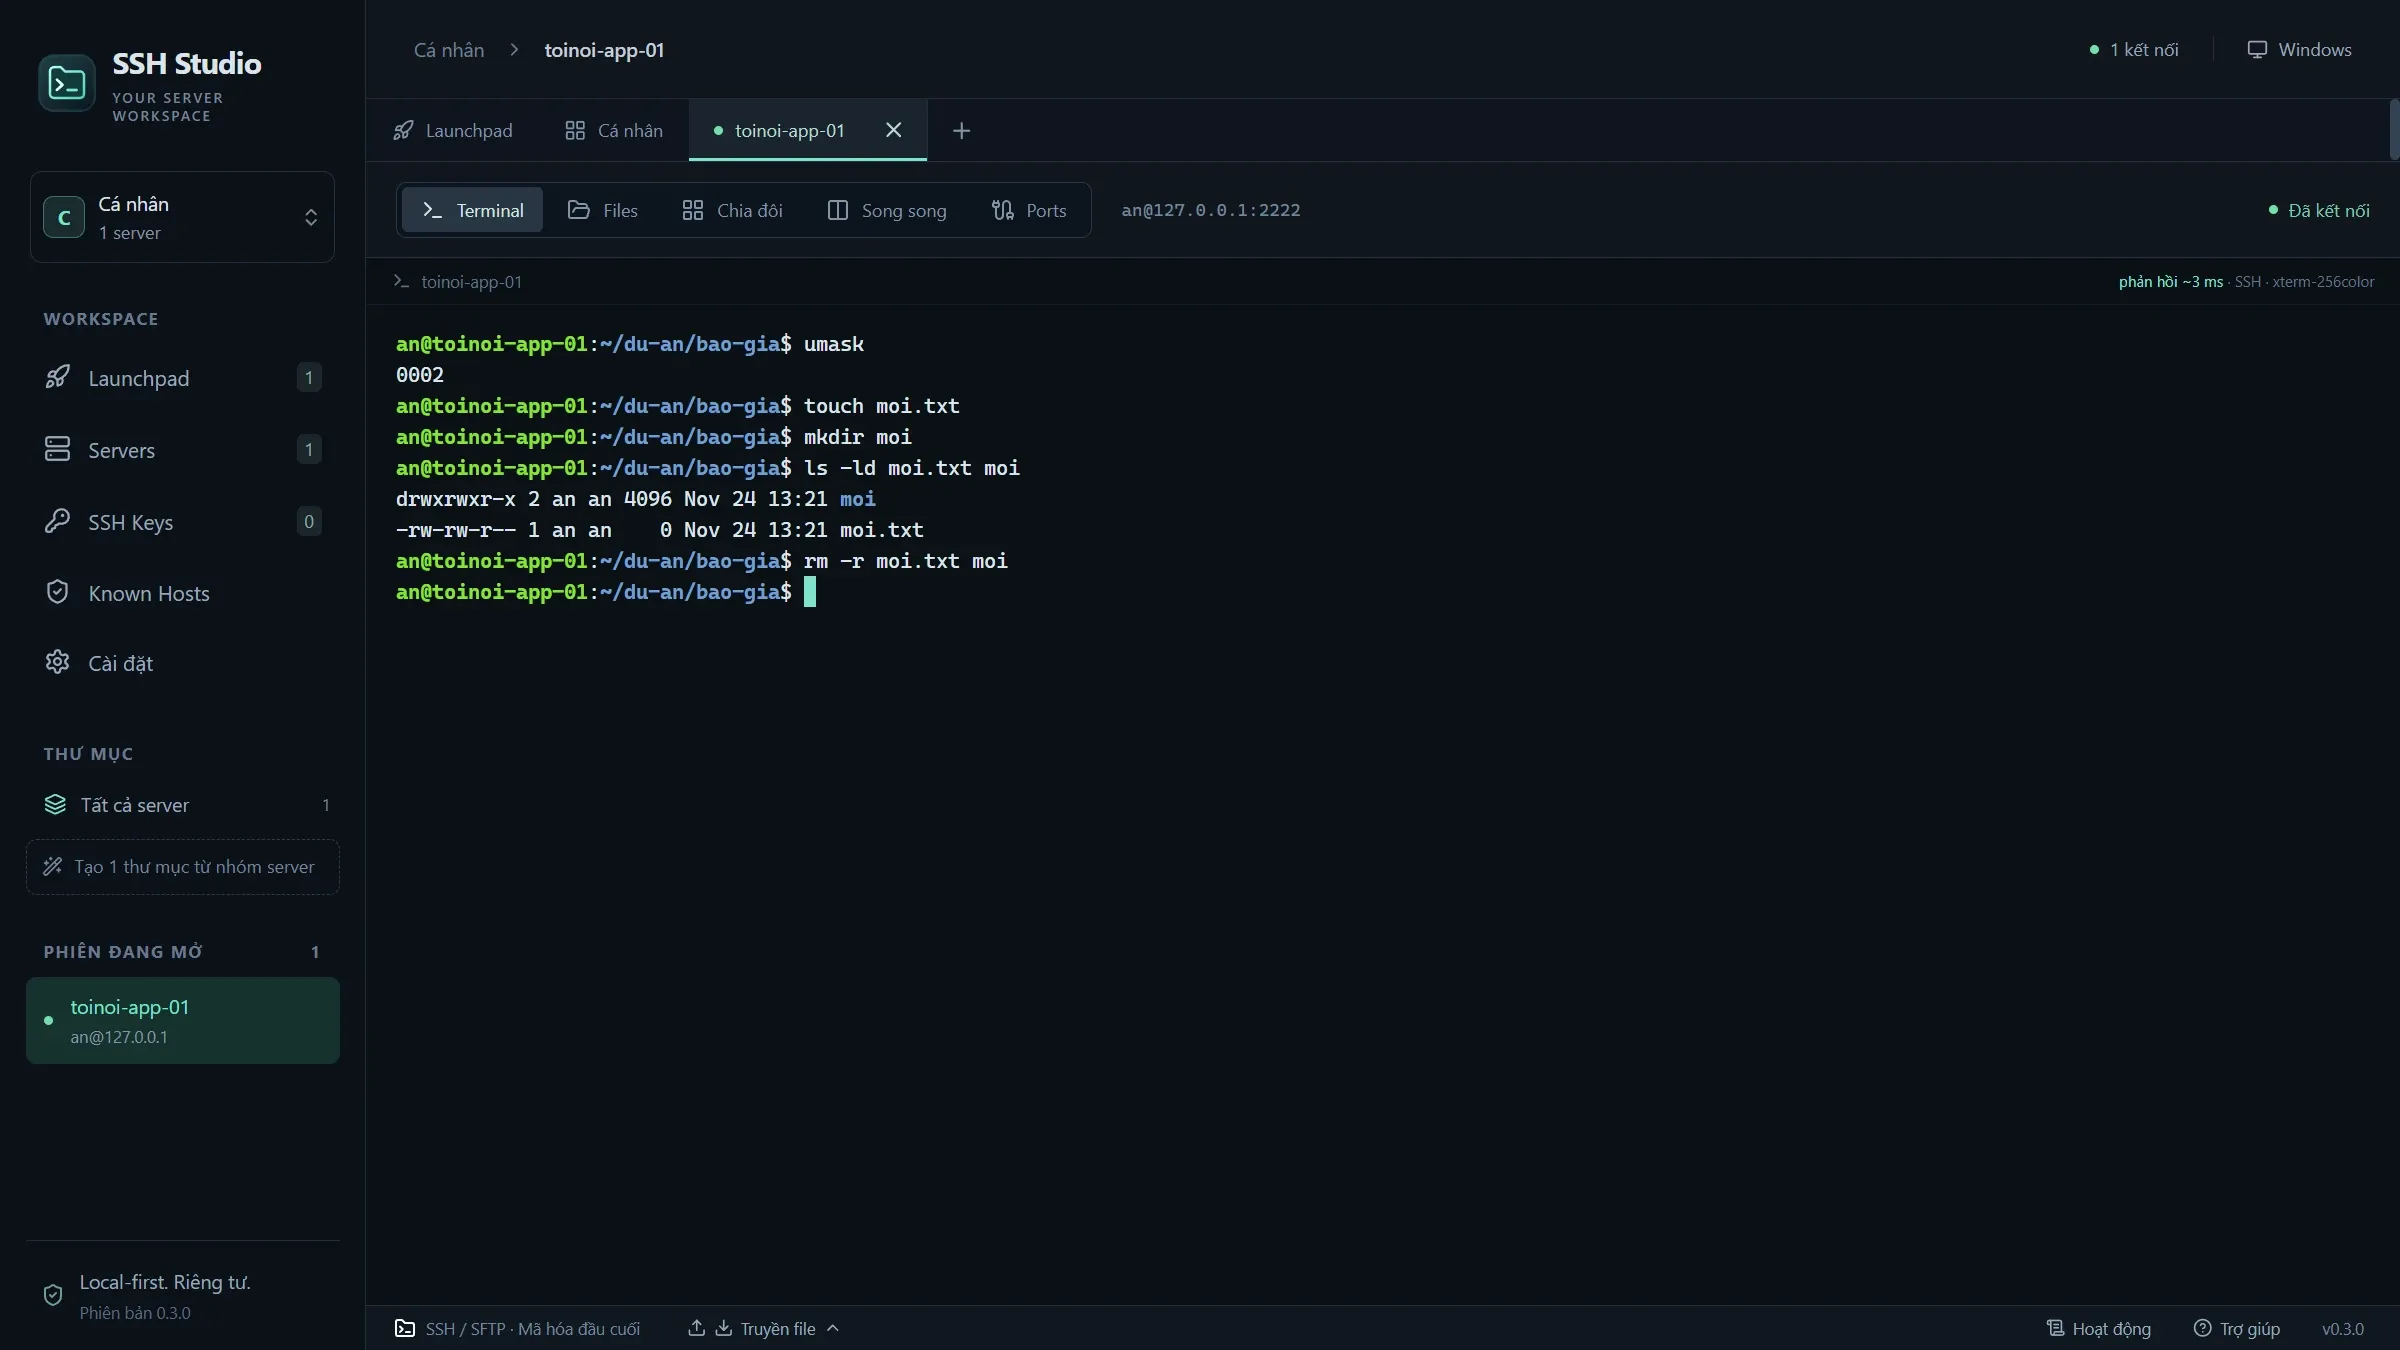 SSH Studio
YOUR SERVER
WORKSPACE
C
Cá nhân
1 server
WORKSPACE
Launchpad 1
Servers 1
SSH Keys 0
Known Hosts
Cài đặt
THƯ MỤC
Tất cả server 1
Tạo 1 thư mục từ nhóm server
PHIÊN ĐANG MỞ 1
toinoi-app-01
an@127.0.0.1
Local-first. Riêng tư.
Phiên bản 0.3.0
Cá nhân > toinoi-app-01
1 kết nối
Windows
Launchpad
Cá nhân
toinoi-app-01
Terminal
Files
Chia đôi
Song song
Ports
an@127.0.0.1:2222
Đã kết nối
toinoi-app-01
phản hồi ~3 ms · SSH · xterm-256color
an@toinoi-app-01:~/du-an/bao-gia$ umask
0002
an@toinoi-app-01:~/du-an/bao-gia$ touch moi.txt
an@toinoi-app-01:~/du-an/bao-gia$ mkdir moi
an@toinoi-app-01:~/du-an/bao-gia$ ls -ld moi.txt moi
drwxrwxr-x 2 an an 4096 Nov 24 13:21 moi
-rw-rw-r-- 1 an an    0 Nov 24 13:21 moi.txt
an@toinoi-app-01:~/du-an/bao-gia$ rm -r moi.txt moi
an@toinoi-app-01:~/du-an/bao-gia$
SSH / SFTP · Mã hóa đầu cuối
Truyền file
Hoạt động
Trợ giúp
v0.3.0